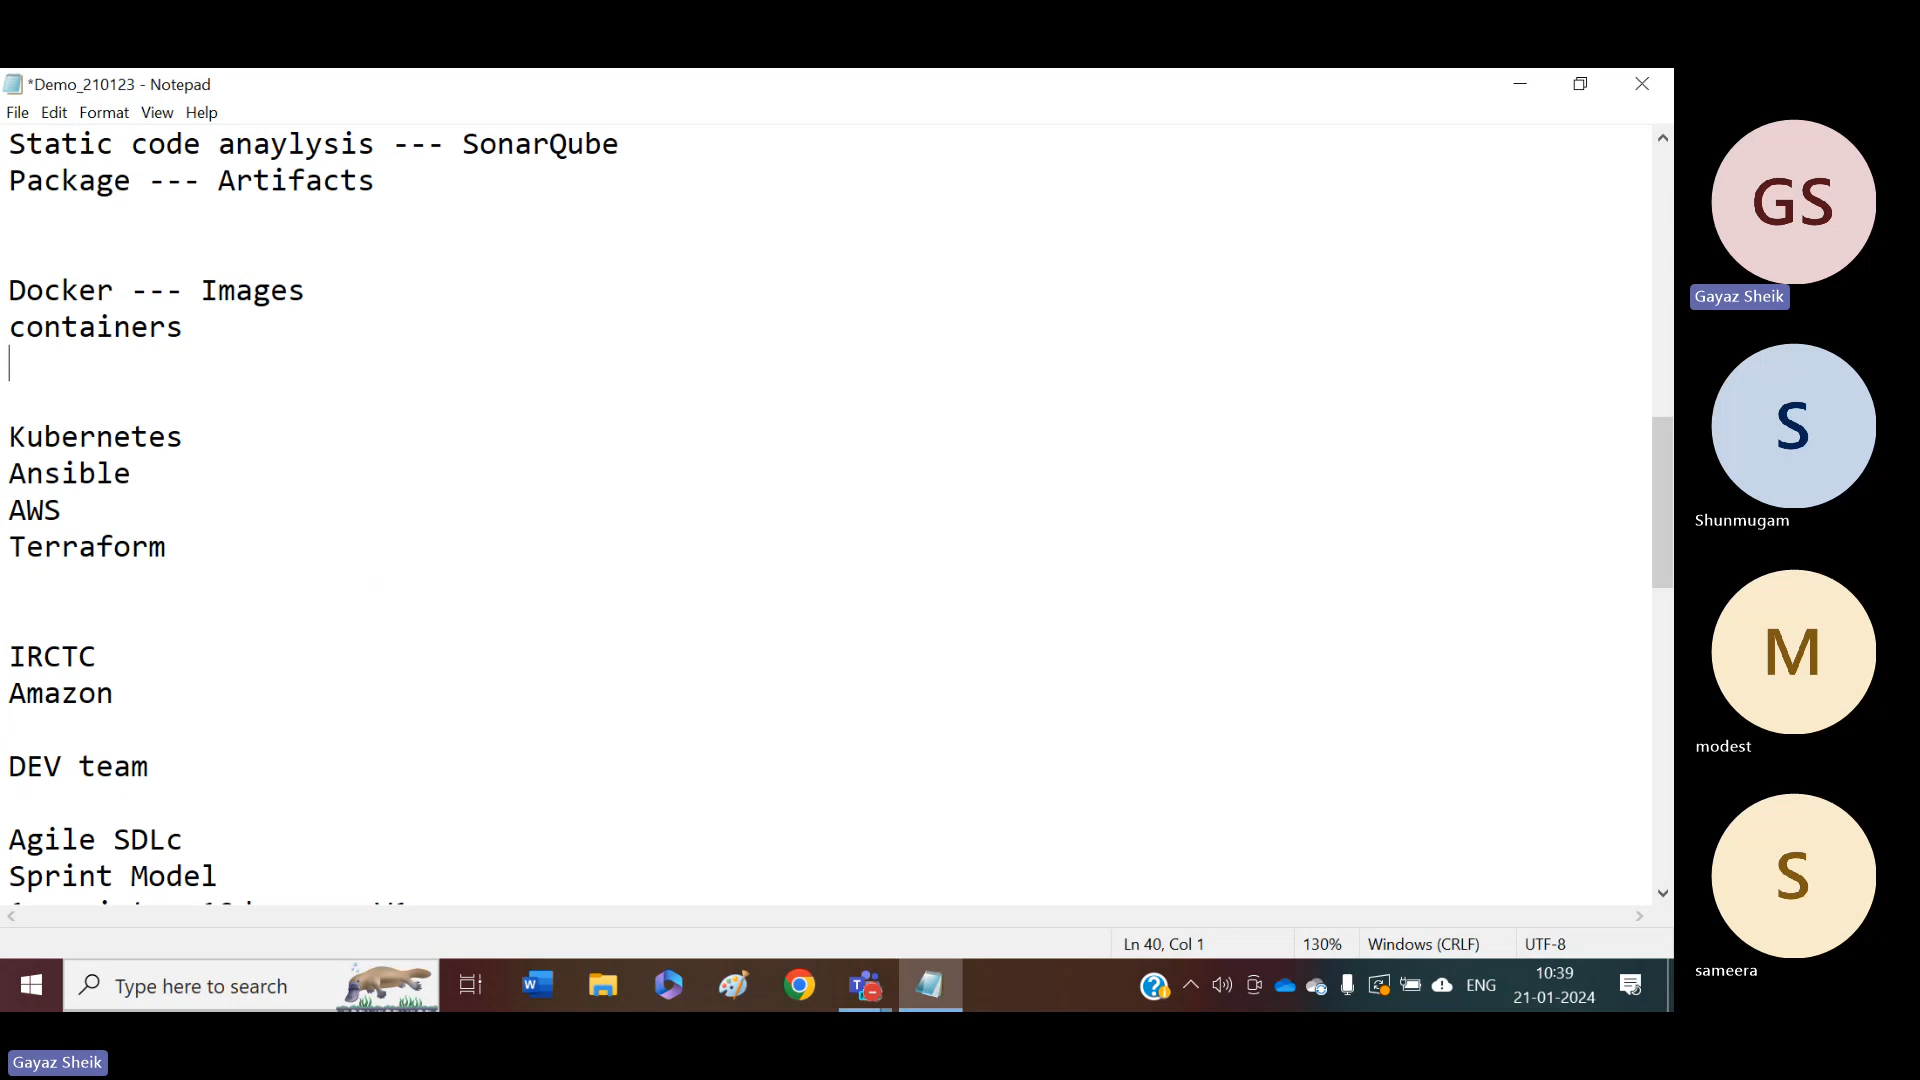 *Demo_210123 - Notepad
File Edit Format View Help
Static code anaylysis --- SonarQube
Package --- Artifacts
Docker --- Images
containers
Kubernetes
Ansible
AWS
Terraform
IRCTC
Amazon
DEV team
Agile SDLc
Sprint Model
Ln 40, Col 1
130%
Windows (CRLF)
UTF-8
Type here to search
ENG
10:39
21-01-2024
GS
Gayaz Sheik
S
Shunmugam
M
modest
S
sameera
Gayaz Sheik